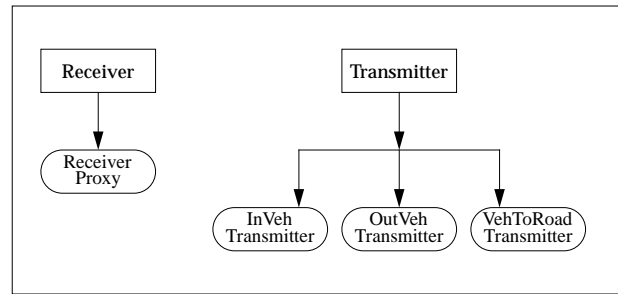 Receiver
Transmitter
Receiver
Proxy
InVeh
Transmitter
OutVeh
Transmitter
VehToRoad
Transmitter